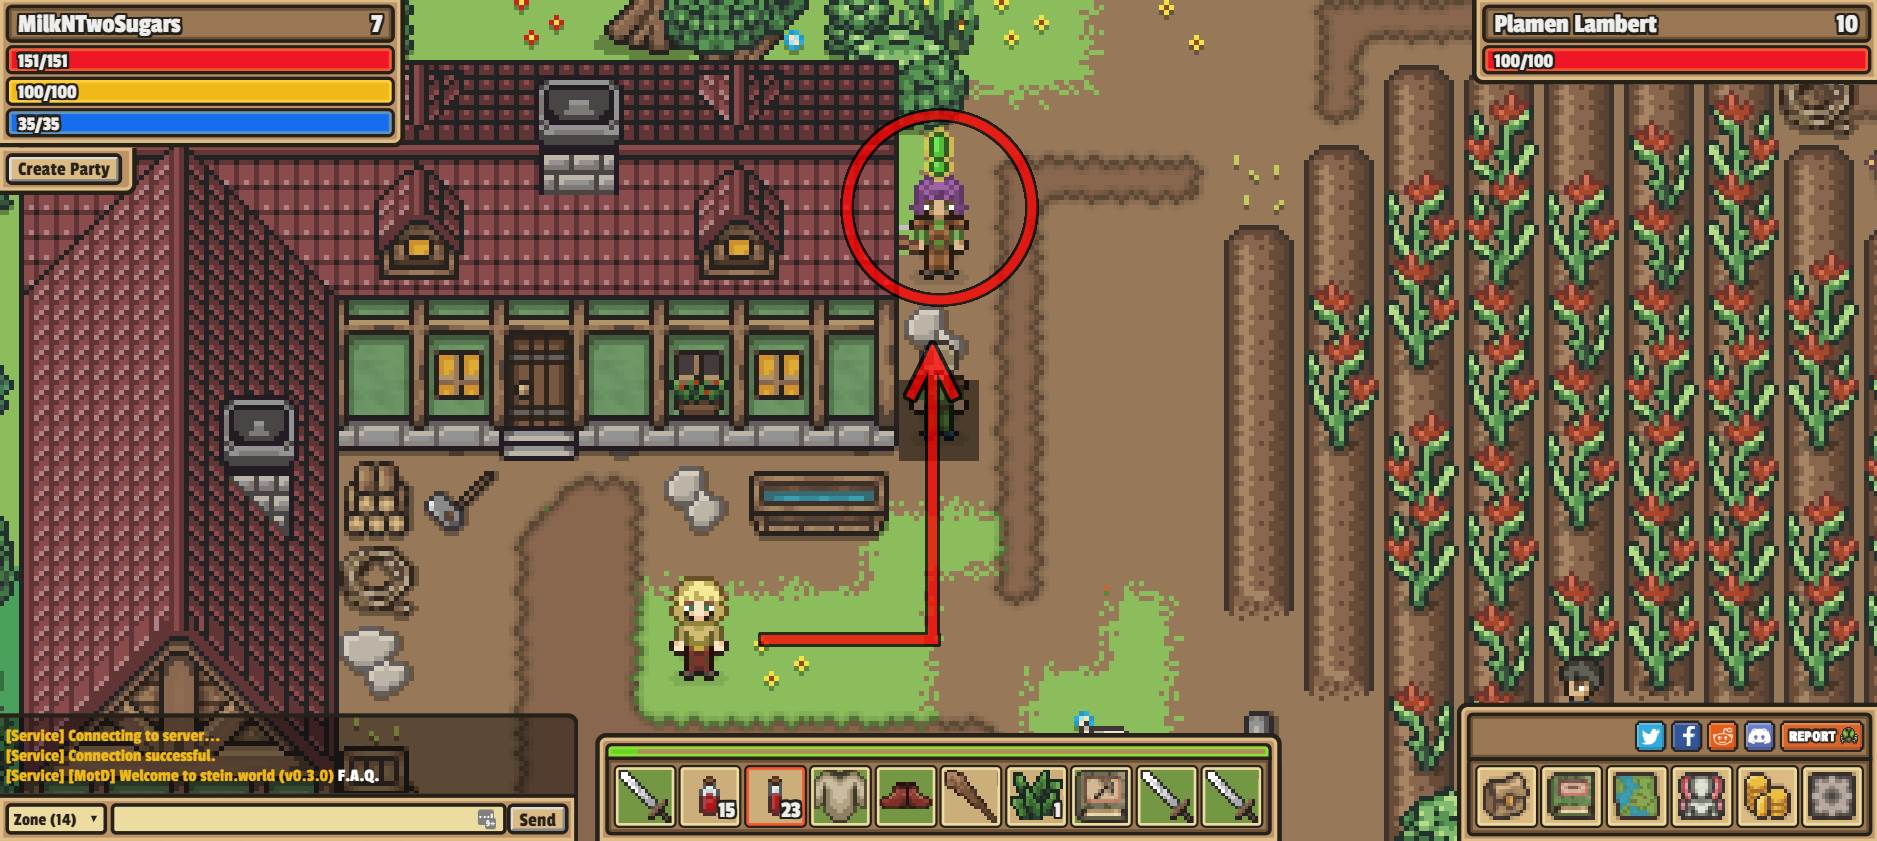 MilkNTwoSugars 7
151/151
100/100
35/35
Create Party
Plamen Lambert 10
100/100
[Service] Connecting to server...
[Service] Connection successful.
[Service] [MotD] Welcome to stein.world (v0.3.0) F.A.Q.
Zone (14)
Send
15
23
1
REPORT